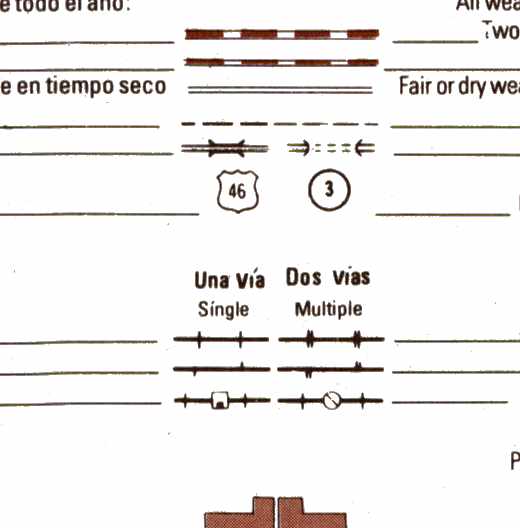 e todo el año:
All wea
Two
e en tiempo seco
Fair or dry wea
46
3
Una vía Dos vías
Single Multiple
P